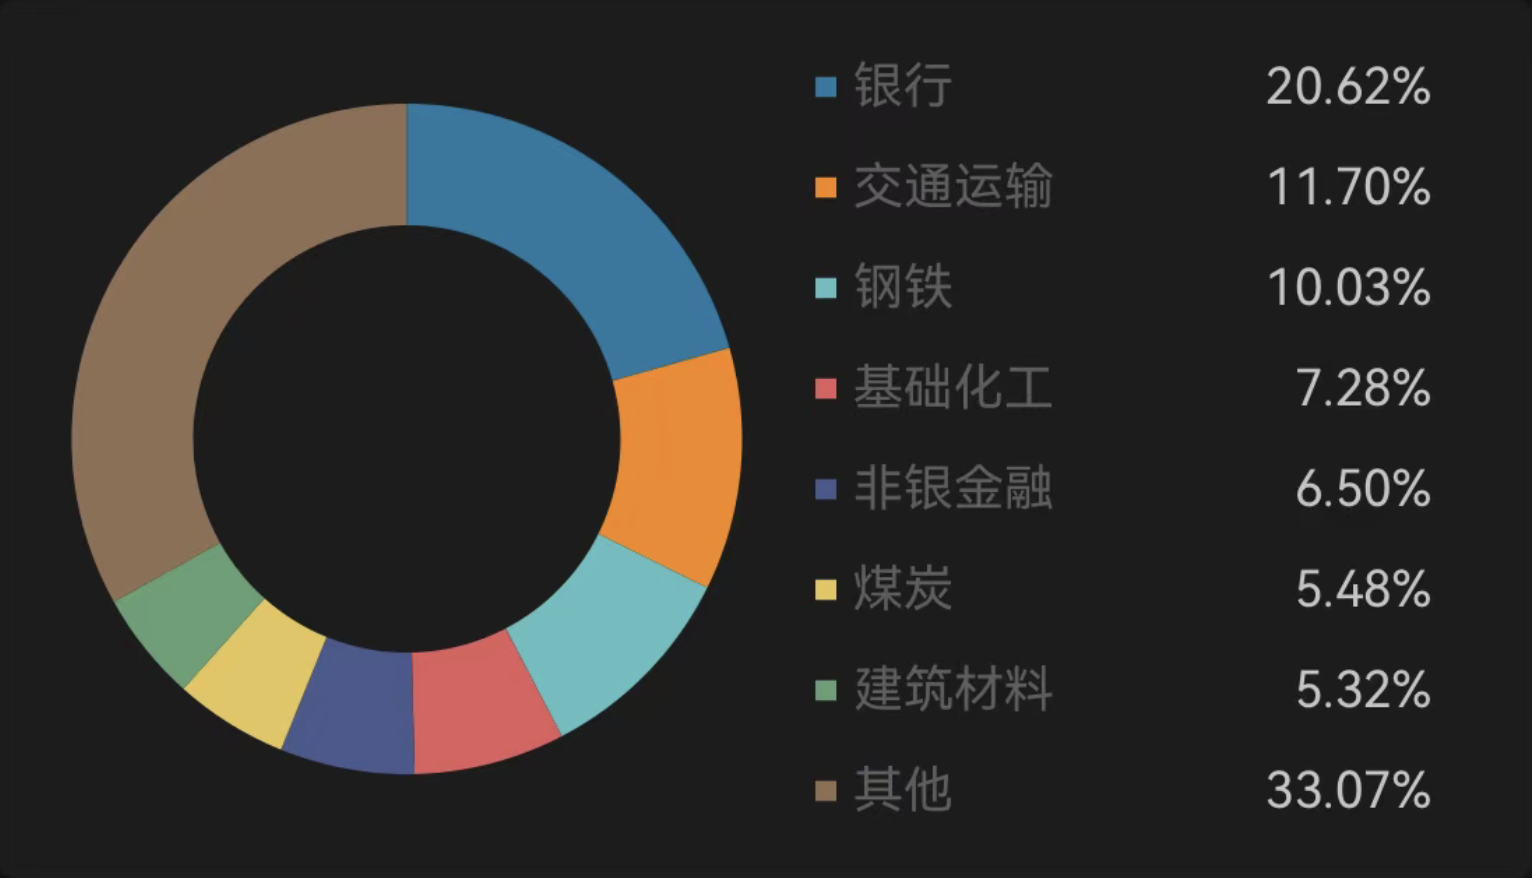 银行 20.62%
交通运输 11.70%
钢铁 10.03%
基础化工 7.28%
非银金融 6.50%
煤炭 5.48%
建筑材料 5.32%
其他 33.07%